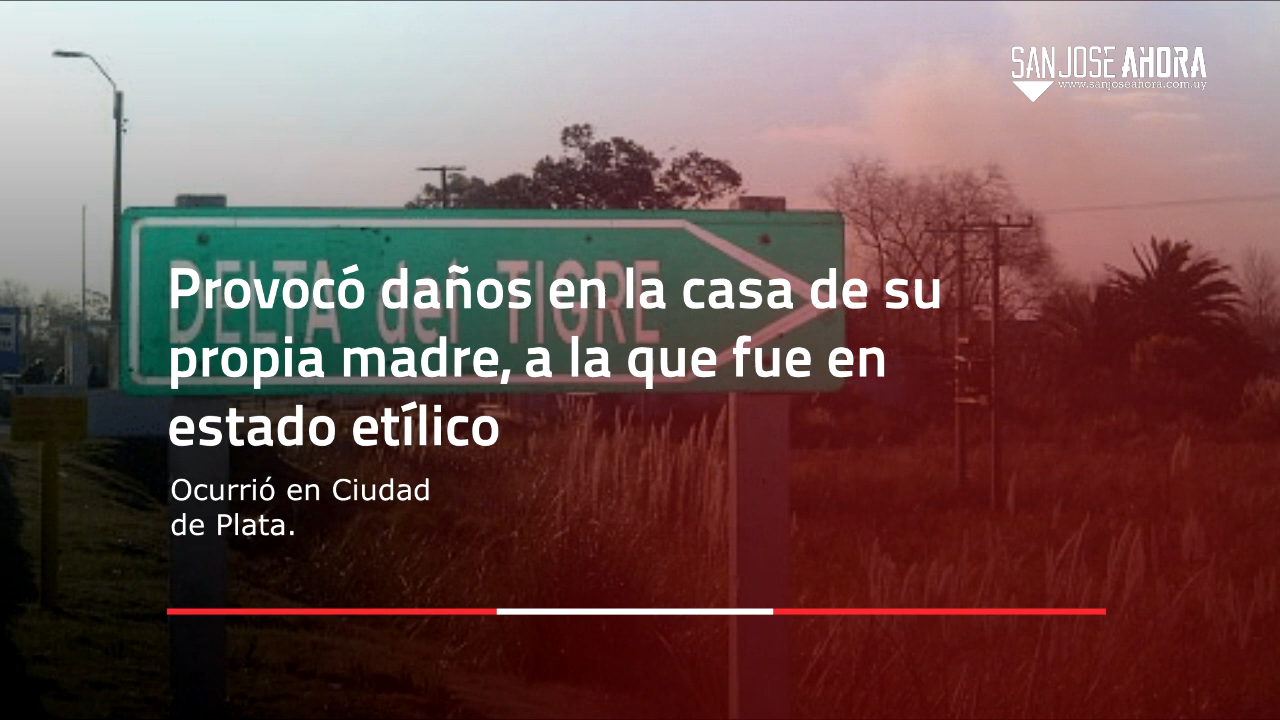 SAN JOSE AHORA
www.sanjoseahora.com.uy
DELTA del TIGRE
Provocó daños en la casa de su
propia madre, a la que fue en
estado etílico
Ocurrió en Ciudad
de Plata.